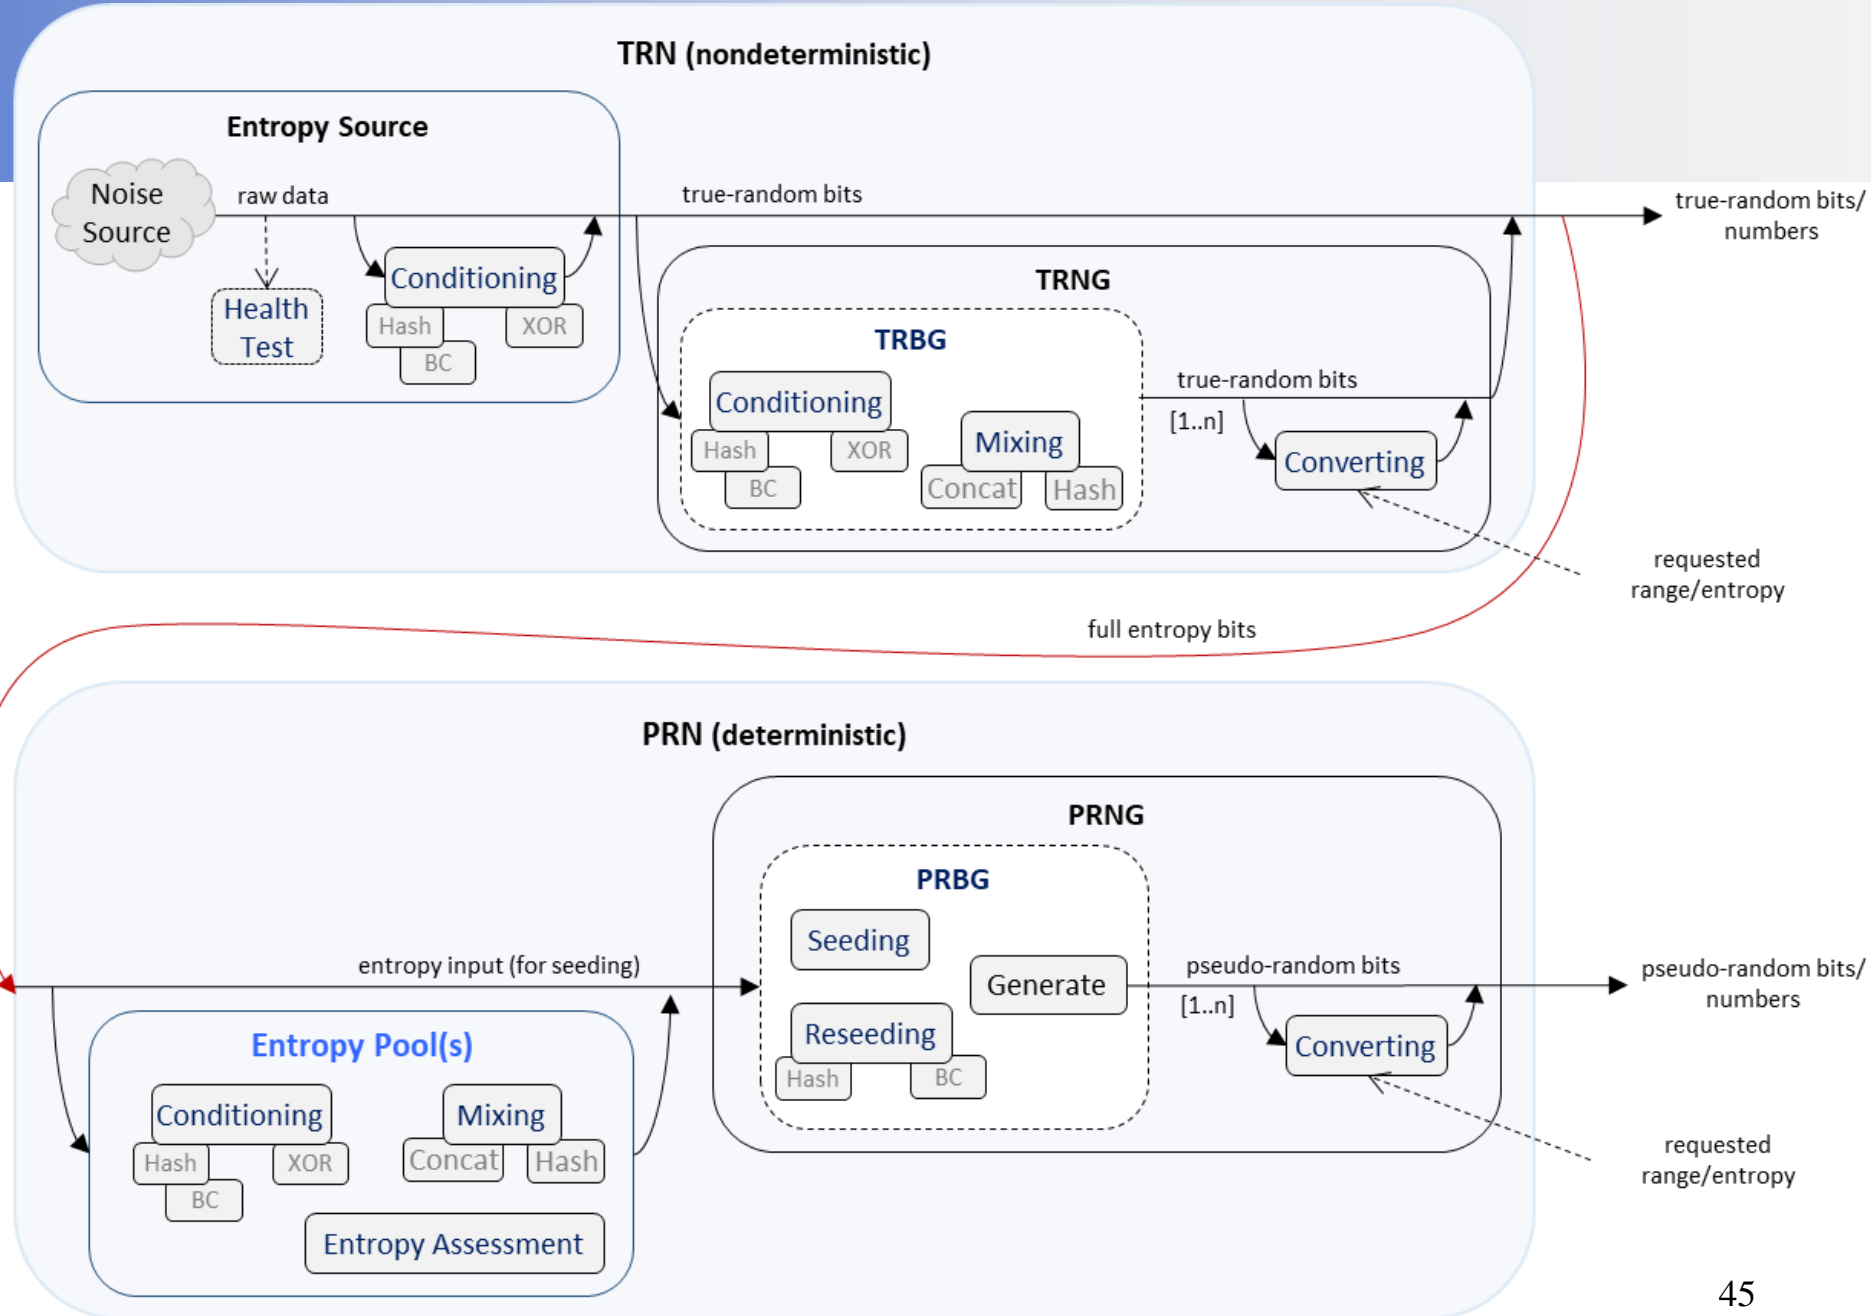 TRN (nondeterministic)
Entropy Source
Noise
Source
raw data
Health
Test
Conditioning
Hash
XOR
BC
true-random bits
true-random bits/
numbers
TRNG
TRBG
Conditioning
Hash
XOR
BC
Mixing
Concat
Hash
true-random bits
[1..n]
Converting
requested
range/entropy
full entropy bits
PRN (deterministic)
PRNG
PRBG
Seeding
Reseeding
Hash
BC
Generate
entropy input (for seeding)
pseudo-random bits
[1..n]
Converting
pseudo-random bits/
numbers
requested
range/entropy
Entropy Pool(s)
Conditioning
Hash
XOR
BC
Mixing
Concat
Hash
Entropy Assessment
45